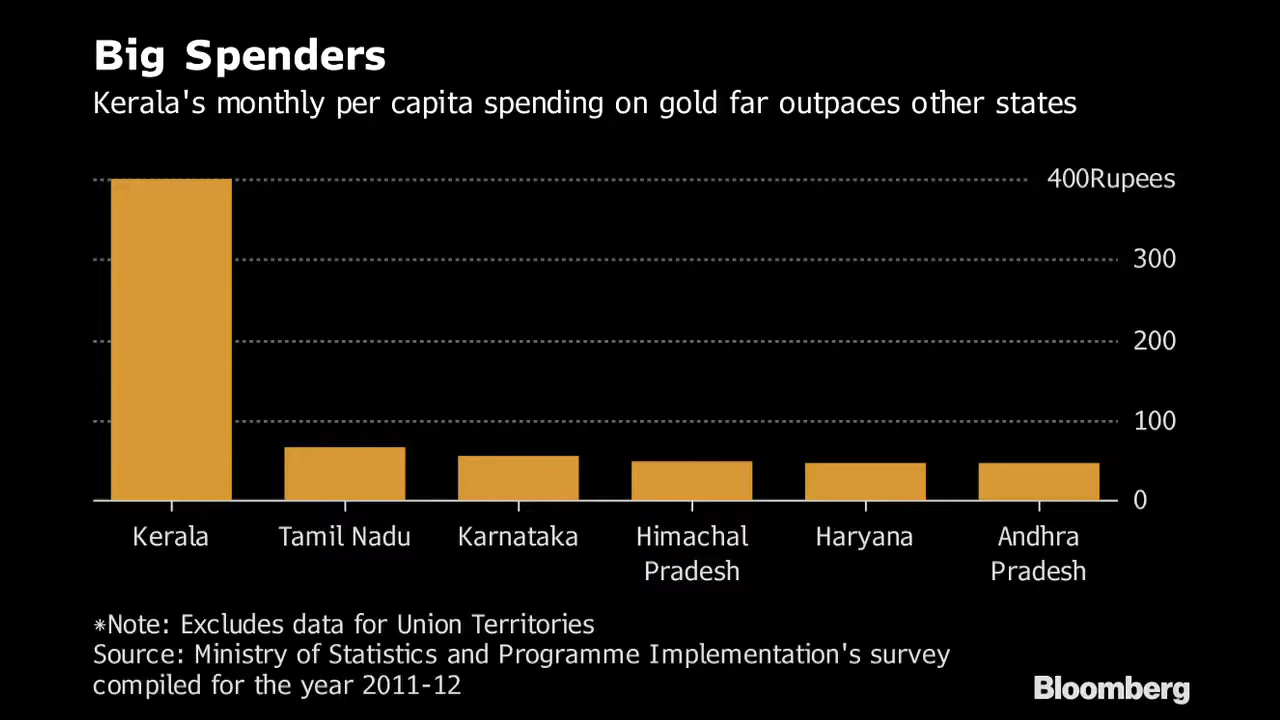 Big Spenders
Kerala's monthly per capita spending on gold far outpaces other states
400Rupees
300
200
100
0
Kerala
Tamil Nadu
Karnataka
Himachal
Pradesh
Haryana
Andhra
Pradesh
*Note: Excludes data for Union Territories
Source: Ministry of Statistics and Programme Implementation's survey
compiled for the year 2011-12
Bloomberg